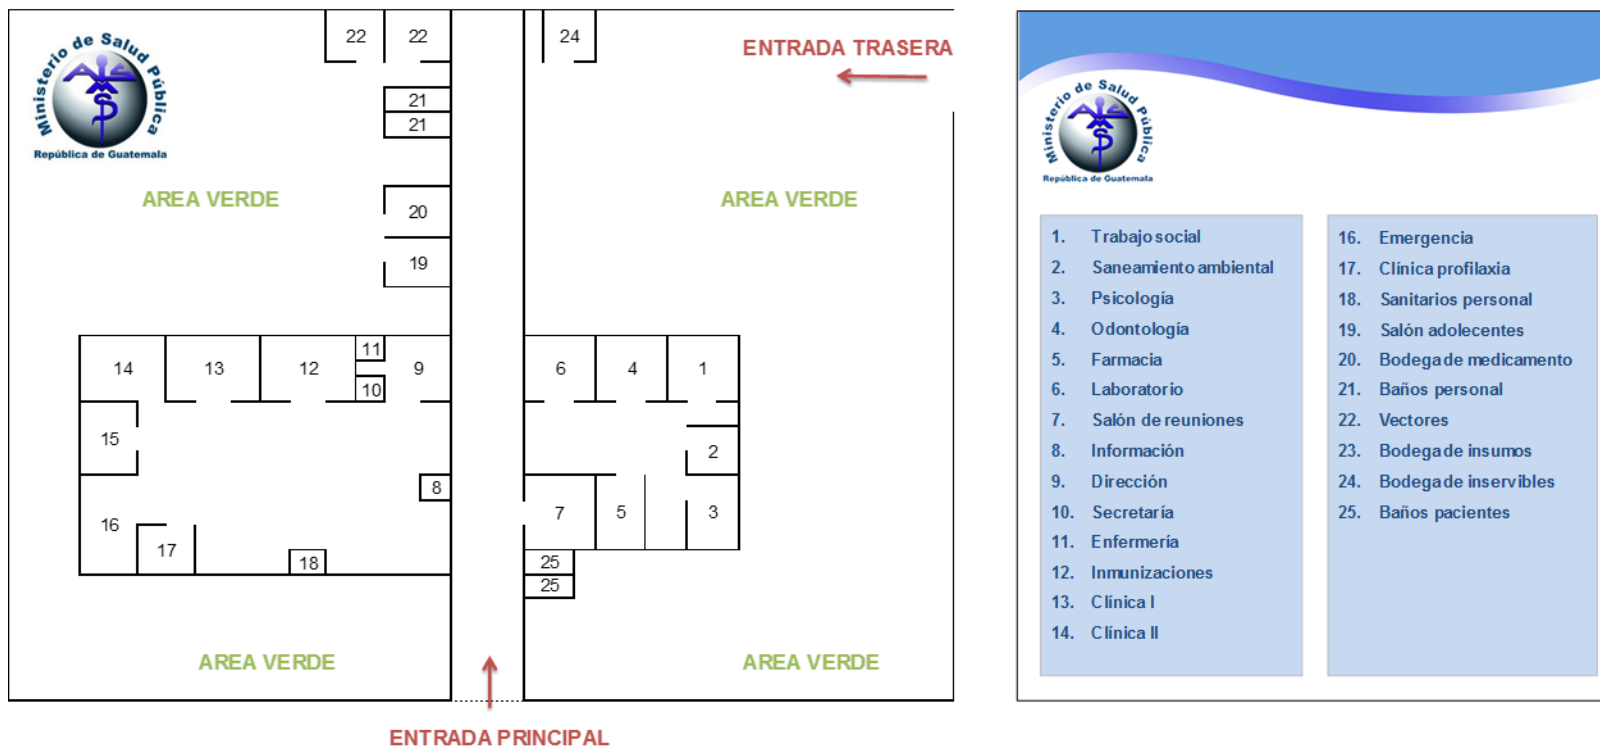 Ministerio de Salud Pública
República de Guatemala
22
22
24
ENTRADA TRASERA
21
21
AREA VERDE
AREA VERDE
20
19
14
13
12
11
10
9
6
4
1
15
2
8
16
17
18
7
5
3
25
25
AREA VERDE
AREA VERDE
ENTRADA PRINCIPAL
Ministerio de Salud Pública
República de Guatemala
1. Trabajo social
2. Saneamiento ambiental
3. Psicología
4. Odontología
5. Farmacia
6. Laboratorio
7. Salón de reuniones
8. Información
9. Dirección
10. Secretaría
11. Enfermería
12. Inmunizaciones
13. Clínica I
14. Clínica II
16. Emergencia
17. Clínica profilaxia
18. Sanitarios personal
19. Salón adolecentes
20. Bodega de medicamento
21. Baños personal
22. Vectores
23. Bodega de insumos
24. Bodega de inservibles
25. Baños pacientes